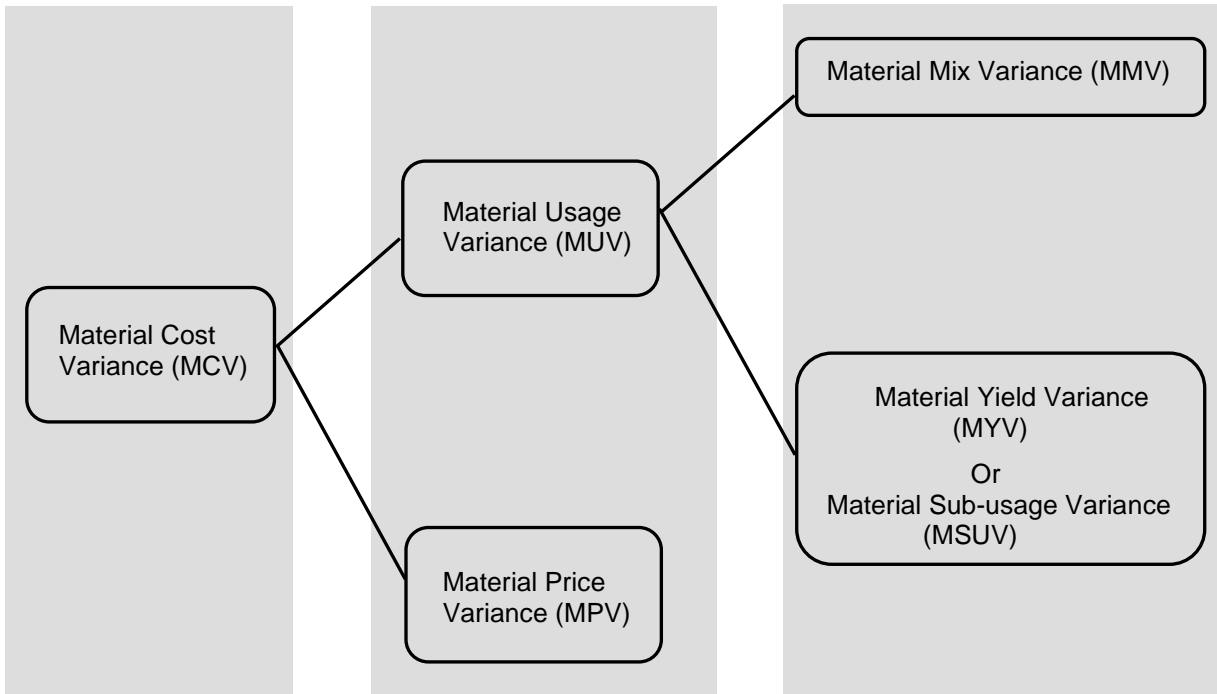 Material Cost
Variance (MCV)
Material Usage
Variance (MUV)
Material Price
Variance (MPV)
Material Mix Variance (MMV)
Material Yield Variance
(MYV)
Or
Material Sub-usage Variance
(MSUV)